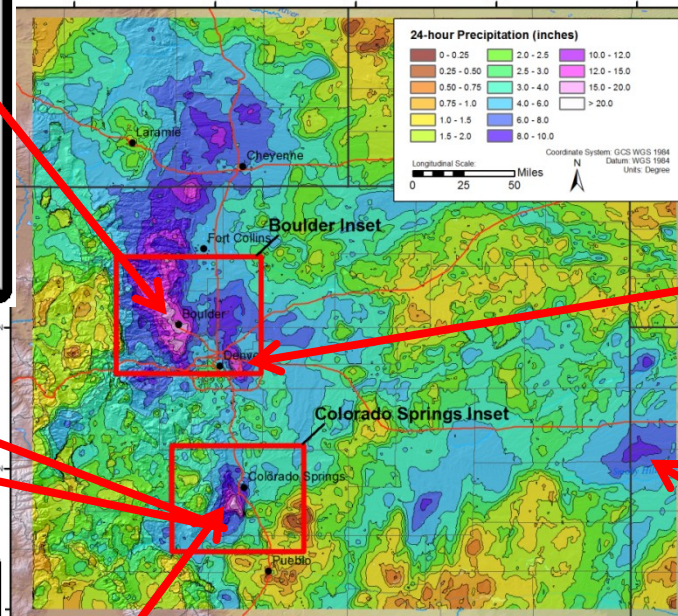 24-hour Precipitation (inches)
0 - 0.25
0.25 - 0.50
0.50 - 0.75
0.75 - 1.0
1.0 - 1.5
1.5 - 2.0
2.0 - 2.5
2.5 - 3.0
3.0 - 4.0
4.0 - 6.0
6.0 - 8.0
8.0 - 10.0
10.0 - 12.0
12.0 - 15.0
15.0 - 20.0
> 20.0
Coordinate System: GCS WGS 1984
Datum: WGS 1984
Units: Degree
Longitudinal Scale:
Miles
0 25 50
N
Laramie
Cheyenne
Boulder Inset
Fort Collins
Boulder
Denver
Colorado Springs Inset
Colorado Springs
Pueblo